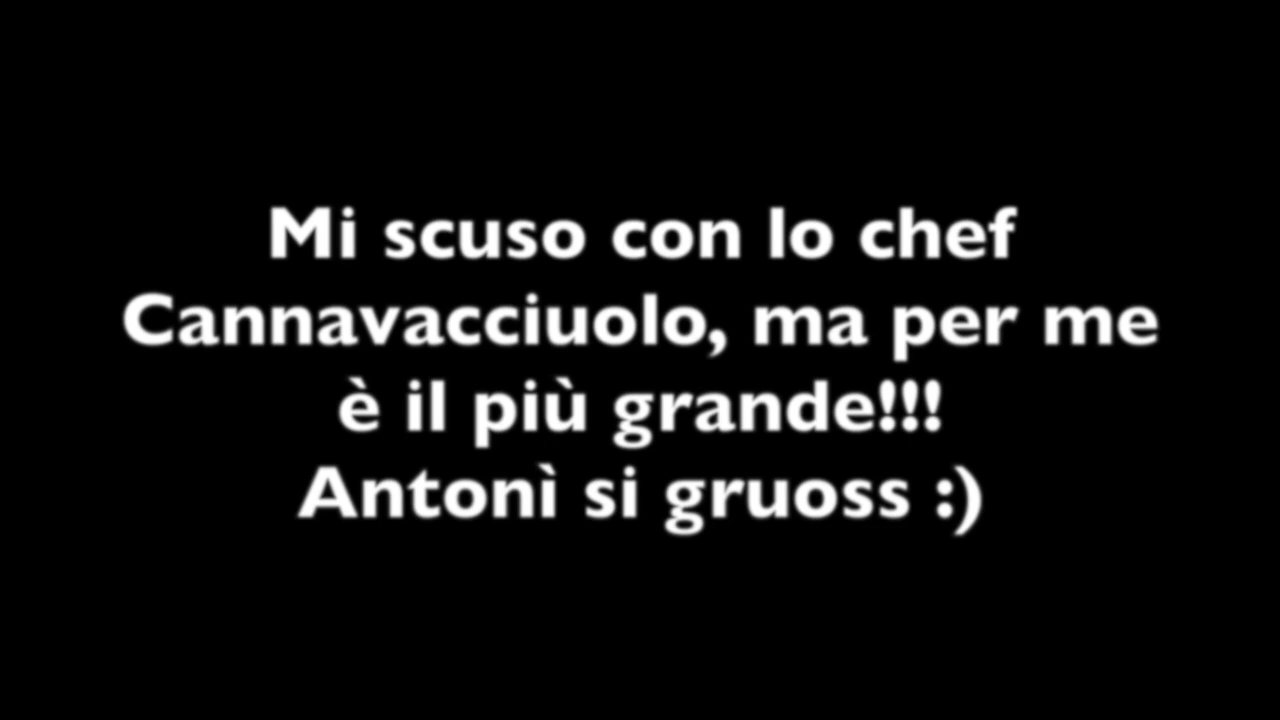 Mi scuso con lo chef
Cannavacciuolo, ma per me
è il più grande!!!
Antonì si gruoss :)